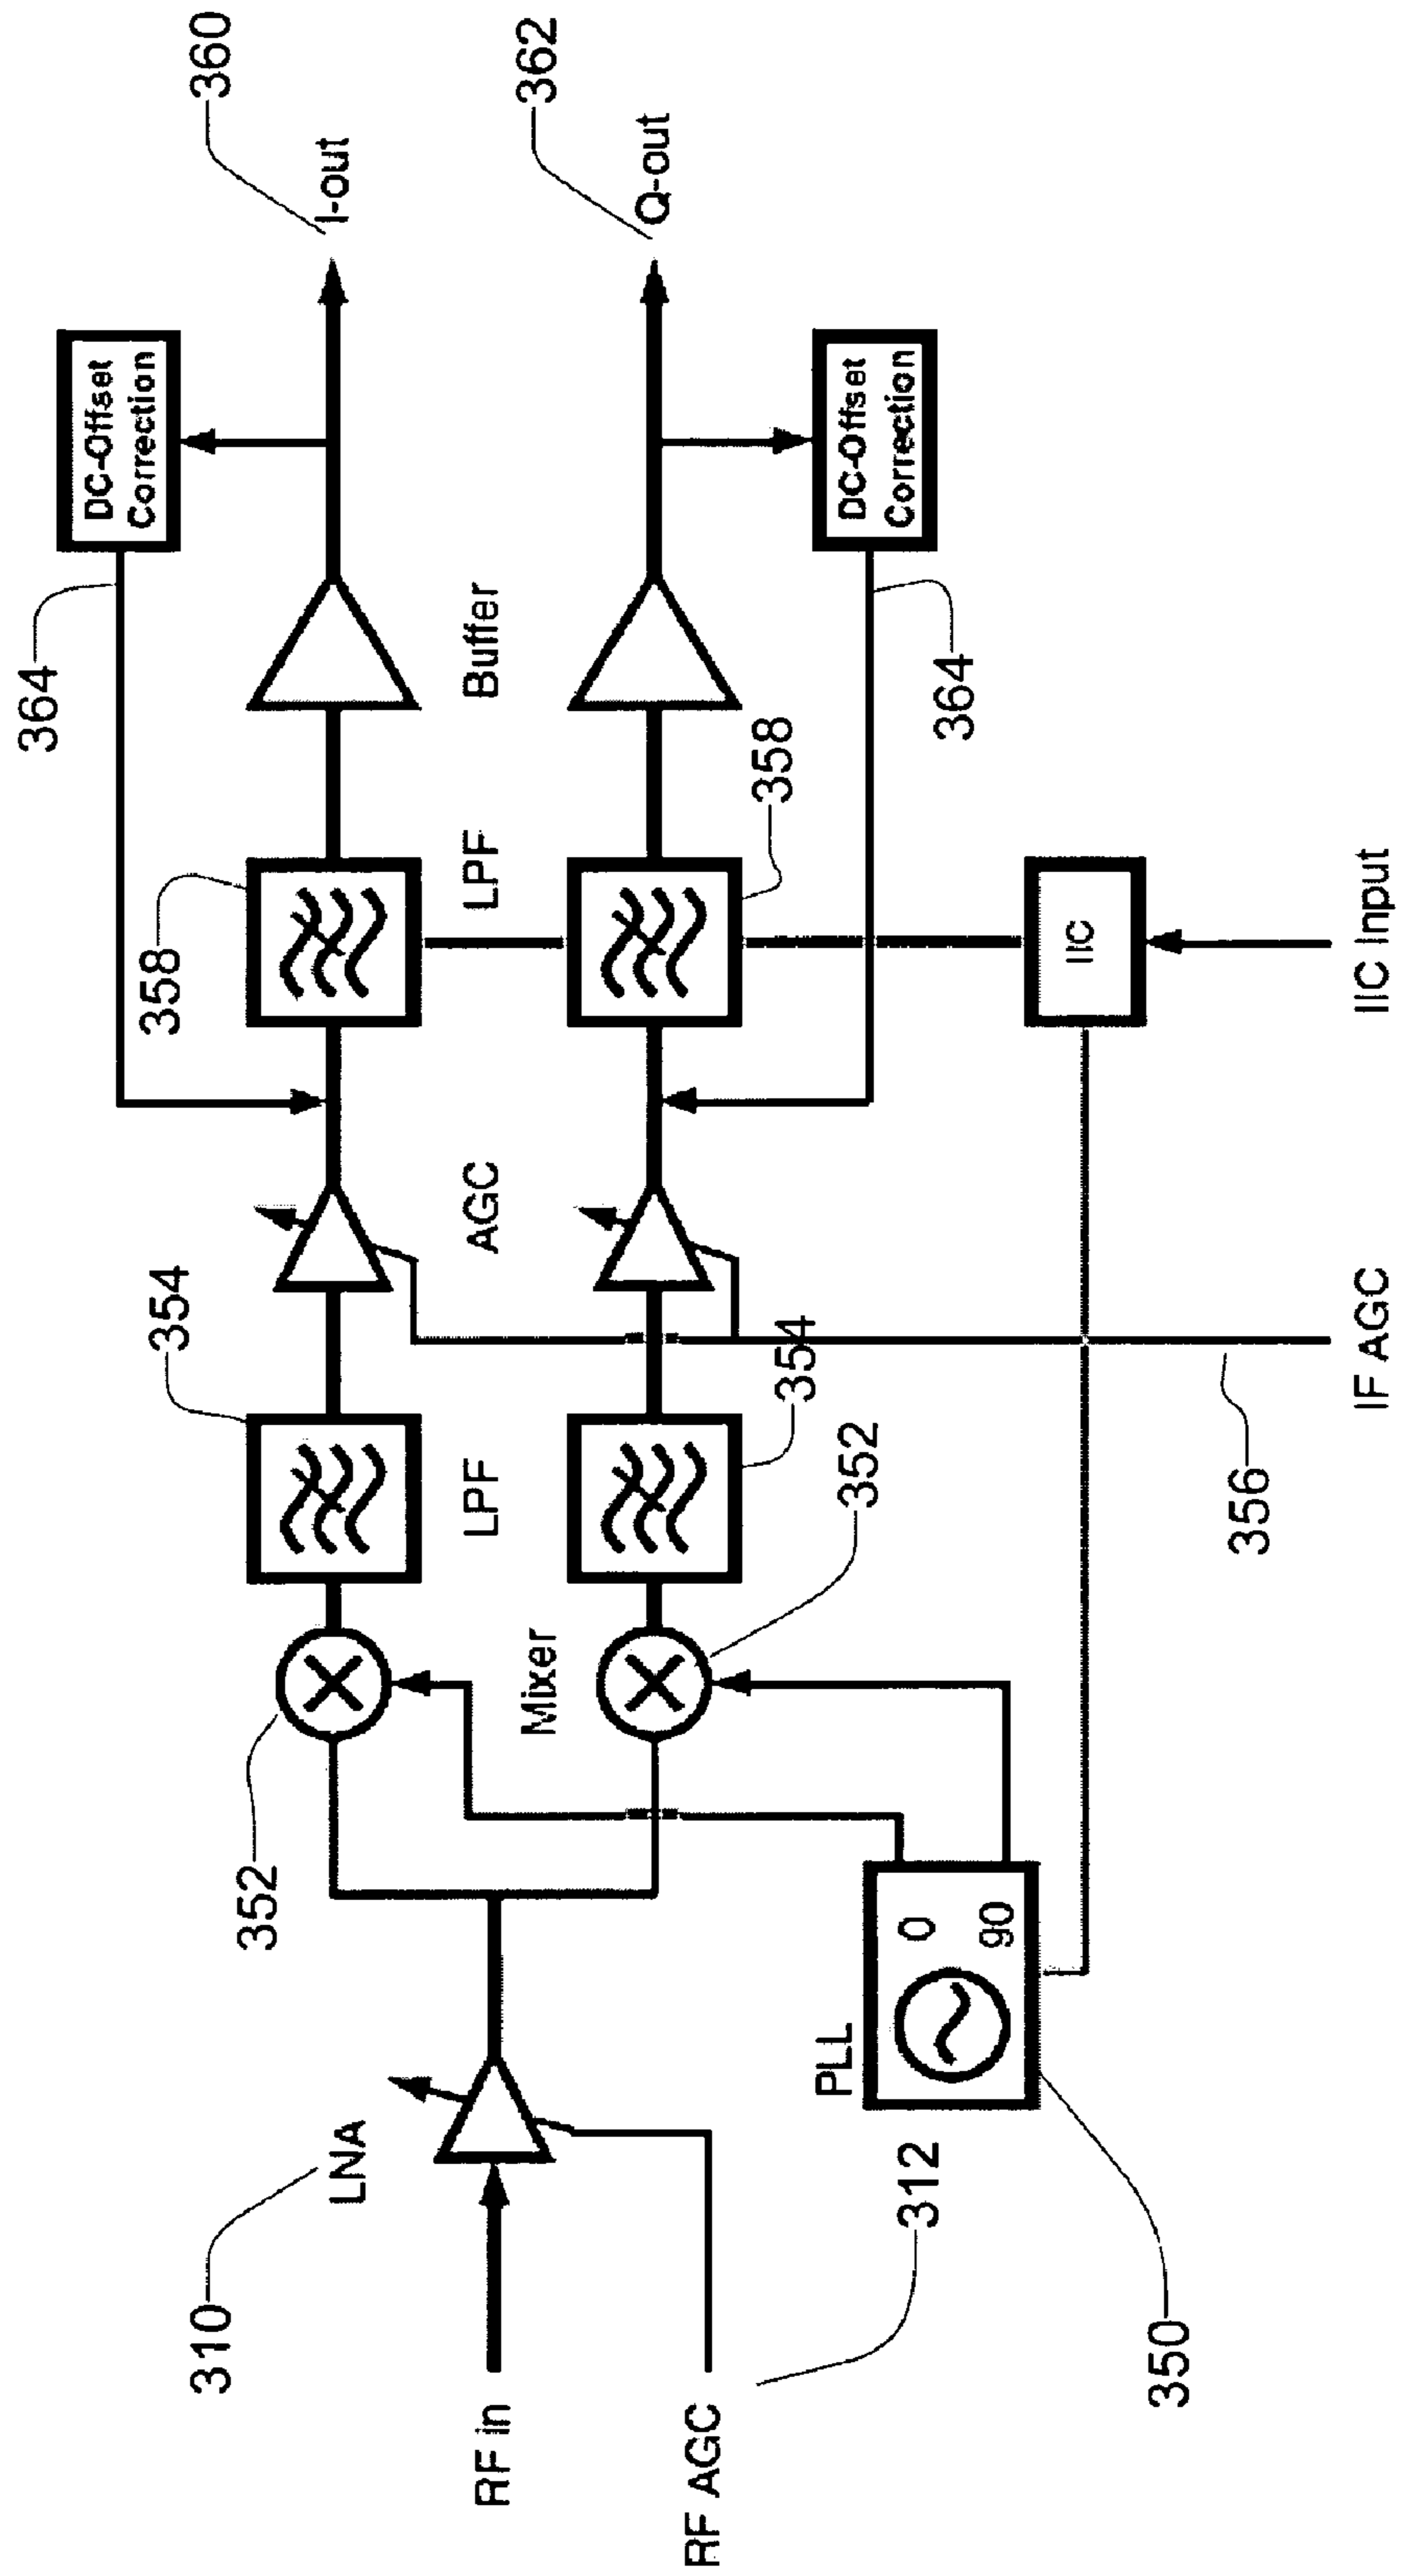 360
362
I-out
Q-out
DC-Offset
Correction
DC-Offset
Correction
364
Buffer
364
358
LPF
358
IIC
IIC Input
AGC
354
LPF
354
IF AGC
356
352
Mixer
352
310
LNA
PLL
0
90
RF in
RF AGC
312
350